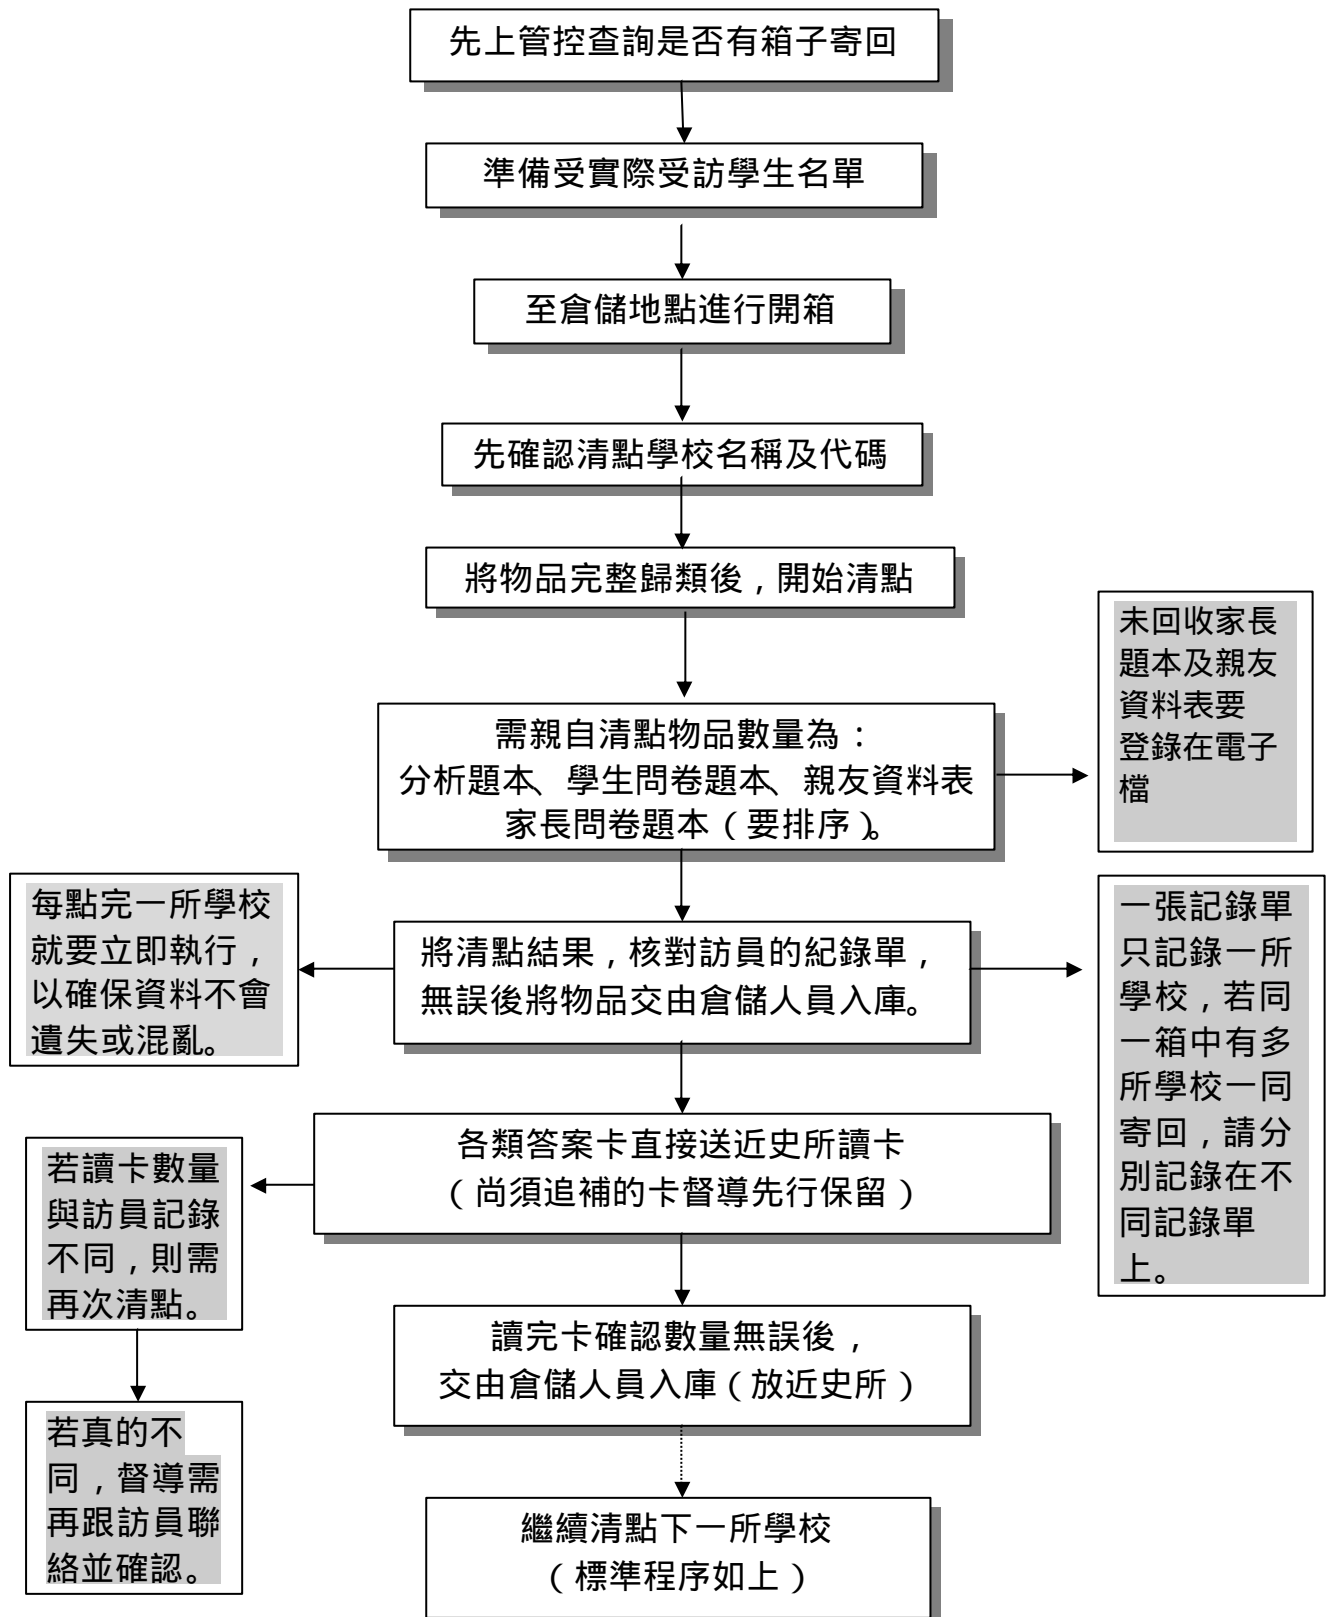 先上管控查詢是否有箱子寄回
準備受實際受訪學生名單
至倉儲地點進行開箱
先確認清點學校名稱及代碼
將物品完整歸類後，開始清點
需親自清點物品數量為：
分析題本、學生問卷題本、親友資料表
家長問卷題本（要排序）。
未回收家長
題本及親友
資料表要
登錄在電子
檔
將清點結果，核對訪員的紀錄單，
無誤後將物品交由倉儲人員入庫。
每點完一所學校
就要立即執行，
以確保資料不會
遺失或混亂。
一張記錄單
只記錄一所
學校，若同
一箱中有多
所學校一同
寄回，請分
別記錄在不
同記錄單
上。
各類答案卡直接送近史所讀卡
（尚須追補的卡督導先行保留）
若讀卡數量
與訪員記錄
不同，則需
再次清點。
若真的不
同，督導需
再跟訪員聯
絡並確認。
讀完卡確認數量無誤後，
交由倉儲人員入庫（放近史所）
繼續清點下一所學校
（標準程序如上）